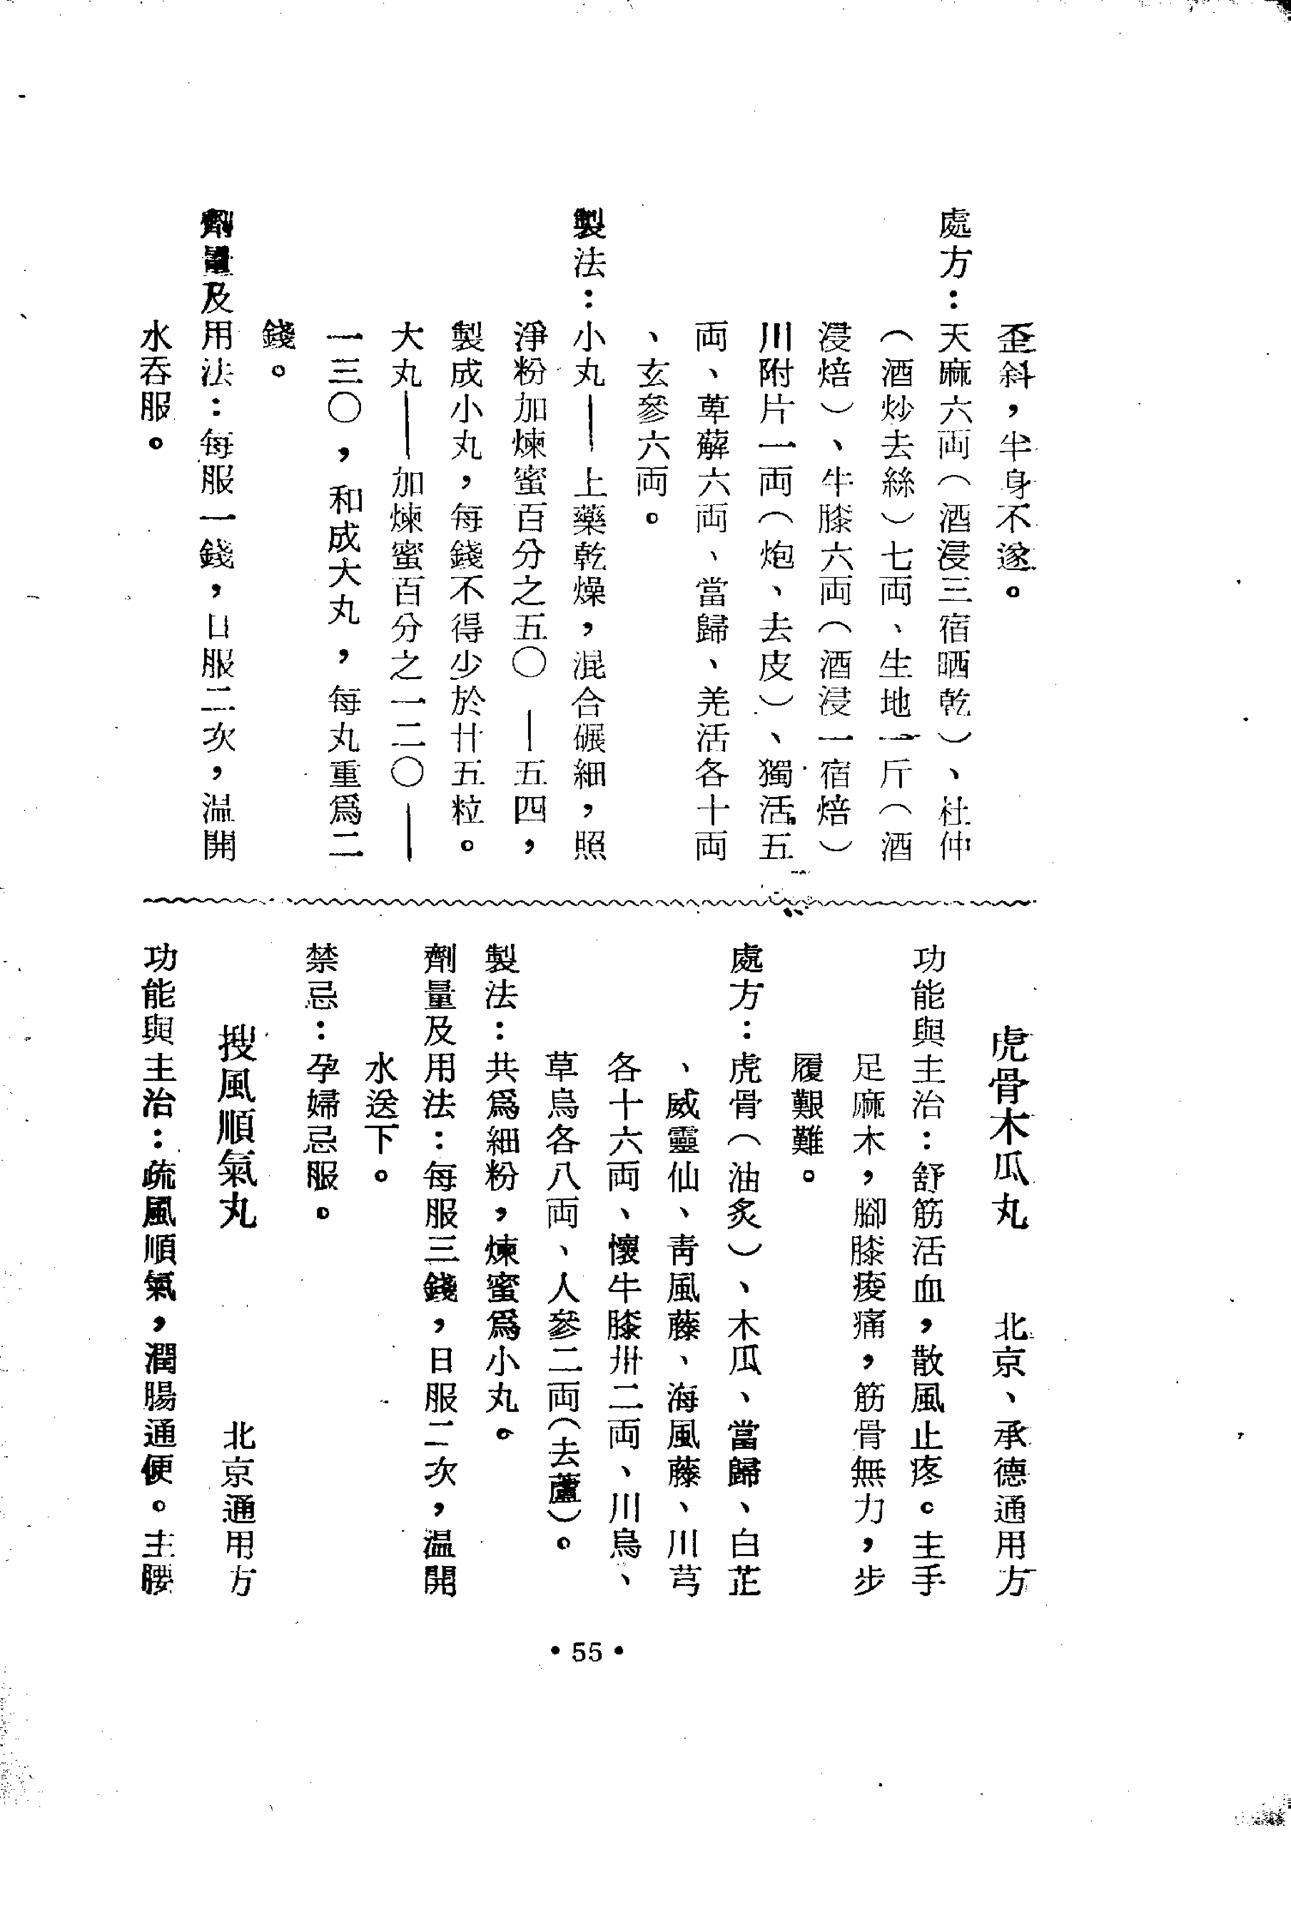 歪斜，半身不遂。
處方：天麻六両（酒浸三宿晒乾）、杜仲
（酒炒去絲）七両、生地一斤（酒
浸焙）、牛膝六両（酒浸一宿焙）
川附片一両（炮、去皮）、獨活五
両、萆薢六両、當歸、羌活各十両
、玄參六両。
製法：小丸——上藥乾燥，混合碾細，照
淨粉加煉蜜百分之五〇—五四，
製成小丸，每錢不得少於廿五粒。
大丸——加煉蜜百分之一二〇——
一三〇，和成大丸，每丸重爲二
錢。
劑量及用法：每服一錢，日服二次，温開
水吞服。
虎骨木瓜丸　北京、承德通用方
功能與主治：舒筋活血，散風止疼。主手
足麻木，腳膝痠痛，筋骨無力，步
履艱難。
處方：虎骨（油炙）、木瓜、當歸、白芷
、威靈仙、青風藤、海風藤、川芎
各十六両、懷牛膝卅二両、川烏、
草烏各八両、人參二両（去蘆）。
製法：共爲細粉，煉蜜爲小丸。
劑量及用法：每服三錢，日服二次，温開
水送下。
禁忌：孕婦忌服。
搜風順氣丸　北京通用方
功能與主治：疏風順氣，潤腸通便。主腰
•55•